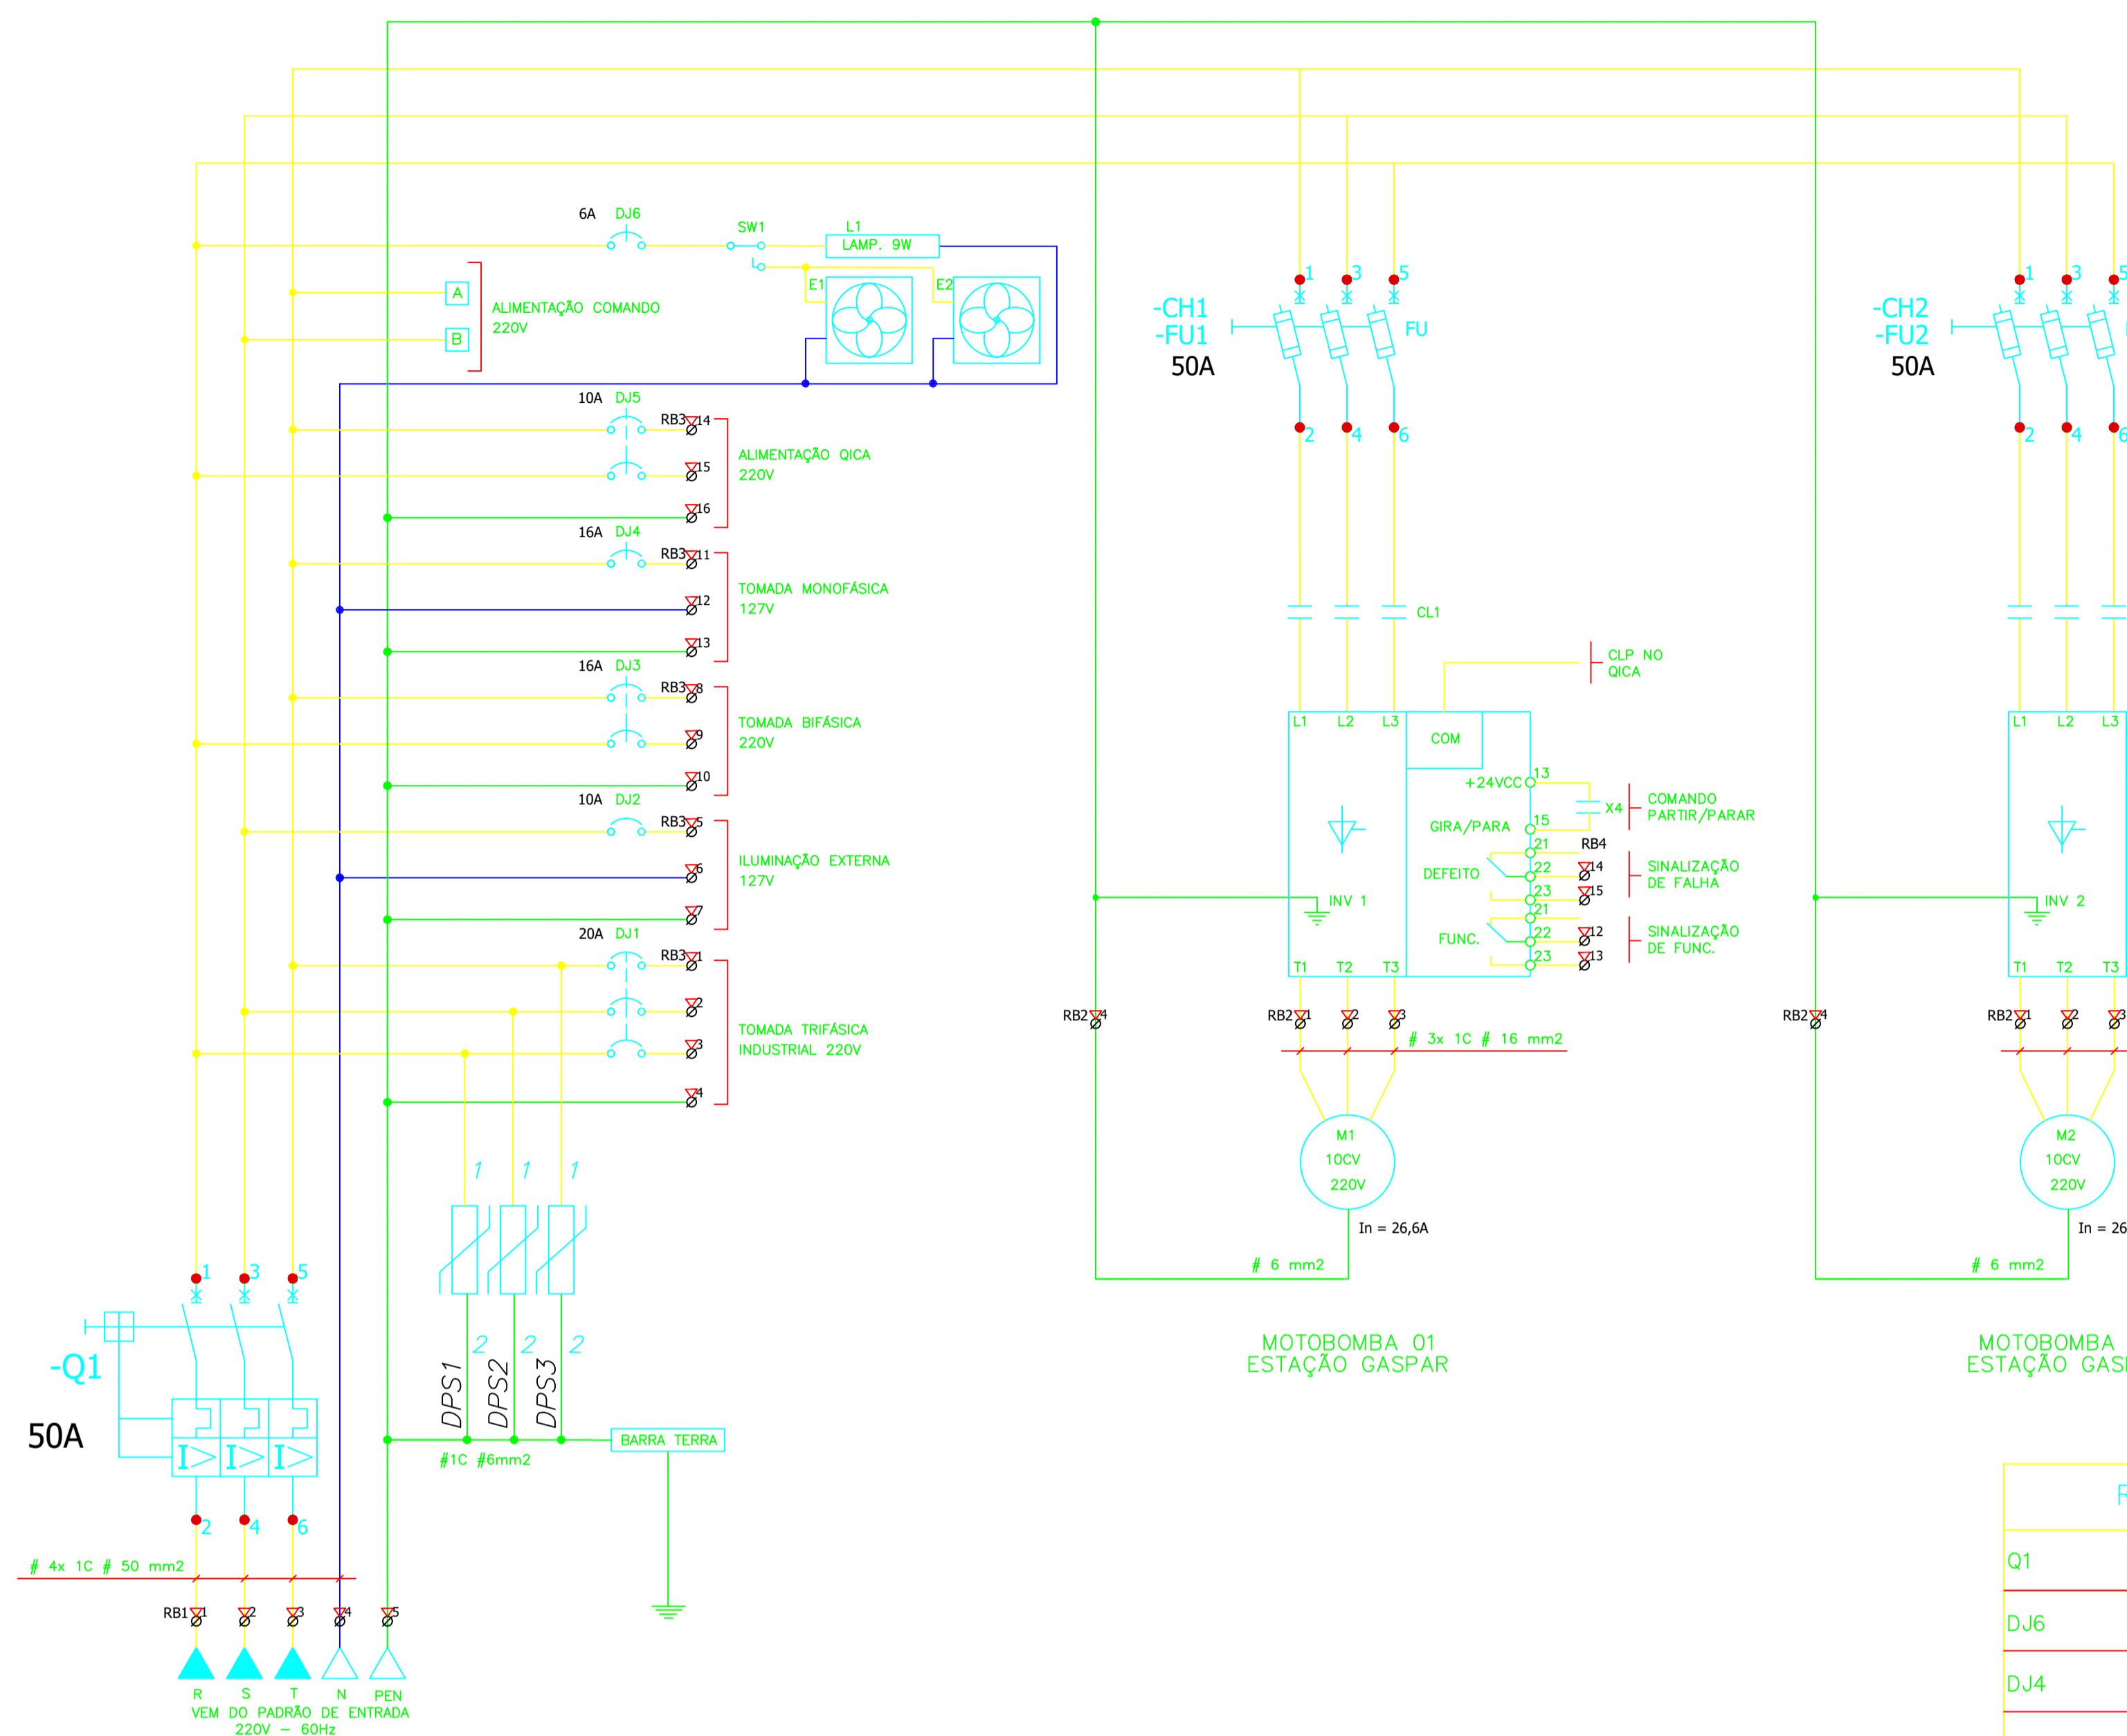 6A DJ6
SW1
L1
LAMP. 9W
E1
E2
A
B
ALIMENTAÇÃO COMANDO
220V
10A DJ5
RB3 14
15
16
ALIMENTAÇÃO QICA
220V
16A DJ4
RB3 11
12
13
TOMADA MONOFÁSICA
127V
16A DJ3
RB3 8
9
10
TOMADA BIFÁSICA
220V
10A DJ2
RB3 5
6
7
ILUMINAÇÃO EXTERNA
127V
20A DJ1
RB3 1
2
3
4
TOMADA TRIFÁSICA
INDUSTRIAL 220V
1 1 1
2 2 2
DPS1 DPS2 DPS3
BARRA TERRA
#1C #6mm2
1 3 5
-Q1
50A
I> I> I>
2 4 6
# 4x 1C # 50 mm2
RB1 1 2 3 4 5
R S T N PEN
VEM DO PADRÃO DE ENTRADA
220V - 60Hz
1 3 5
-CH1
-FU1
50A
FU
2 4 6
CL1
CLP NO
QICA
L1 L2 L3
COM
+24VCC 13
X4
COMANDO
PARTIR/PARAR
GIRA/PARA 15
21
RB4
DEFEITO 22 14
23 15
SINALIZAÇÃO
DE FALHA
21
FUNC. 22 12
23 13
SINALIZAÇÃO
DE FUNC.
INV 1
T1 T2 T3
RB2 4
RB2 1 2 3
# 3x 1C # 16 mm2
M1
10CV
220V
In = 26,6A
# 6 mm2
MOTOBOMBA 01
ESTAÇÃO GASPAR
1 3 5
-CH2
-FU2
50A
2 4 6
L1 L2 L3
INV 2
T1 T2 T3
RB2 4
RB2 1 2 3
M2
10CV
220V
In = 26
# 6 mm2
MOTOBOMBA
ESTAÇÃO GAS
Q1
DJ6
DJ4